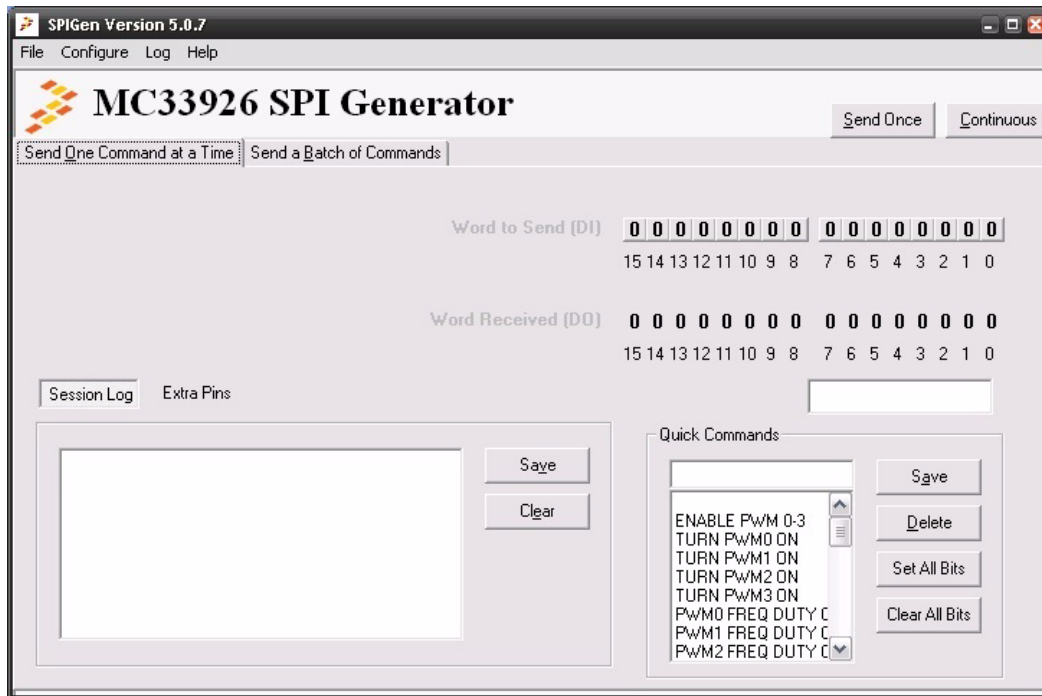 SPIGen Version 5.0.7
File Configure Log Help
MC33926 SPI Generator
Send Once Continuous
Send One Command at a Time Send a Batch of Commands
Word to Send (DI) 0 0 0 0 0 0 0 0 0 0 0 0 0 0 0 0
15 14 13 12 11 10 9 8 7 6 5 4 3 2 1 0
Word Received (DO) 0 0 0 0 0 0 0 0 0 0 0 0 0 0 0 0
15 14 13 12 11 10 9 8 7 6 5 4 3 2 1 0
Session Log Extra Pins
Save
Clear
Quick Commands
ENABLE PWM 0-3
TURN PWM0 ON
TURN PWM1 ON
TURN PWM2 ON
TURN PWM3 ON
PWM0 FREQ DUTY
PWM1 FREQ DUTY
PWM2 FREQ DUTY
Save
Delete
Set All Bits
Clear All Bits